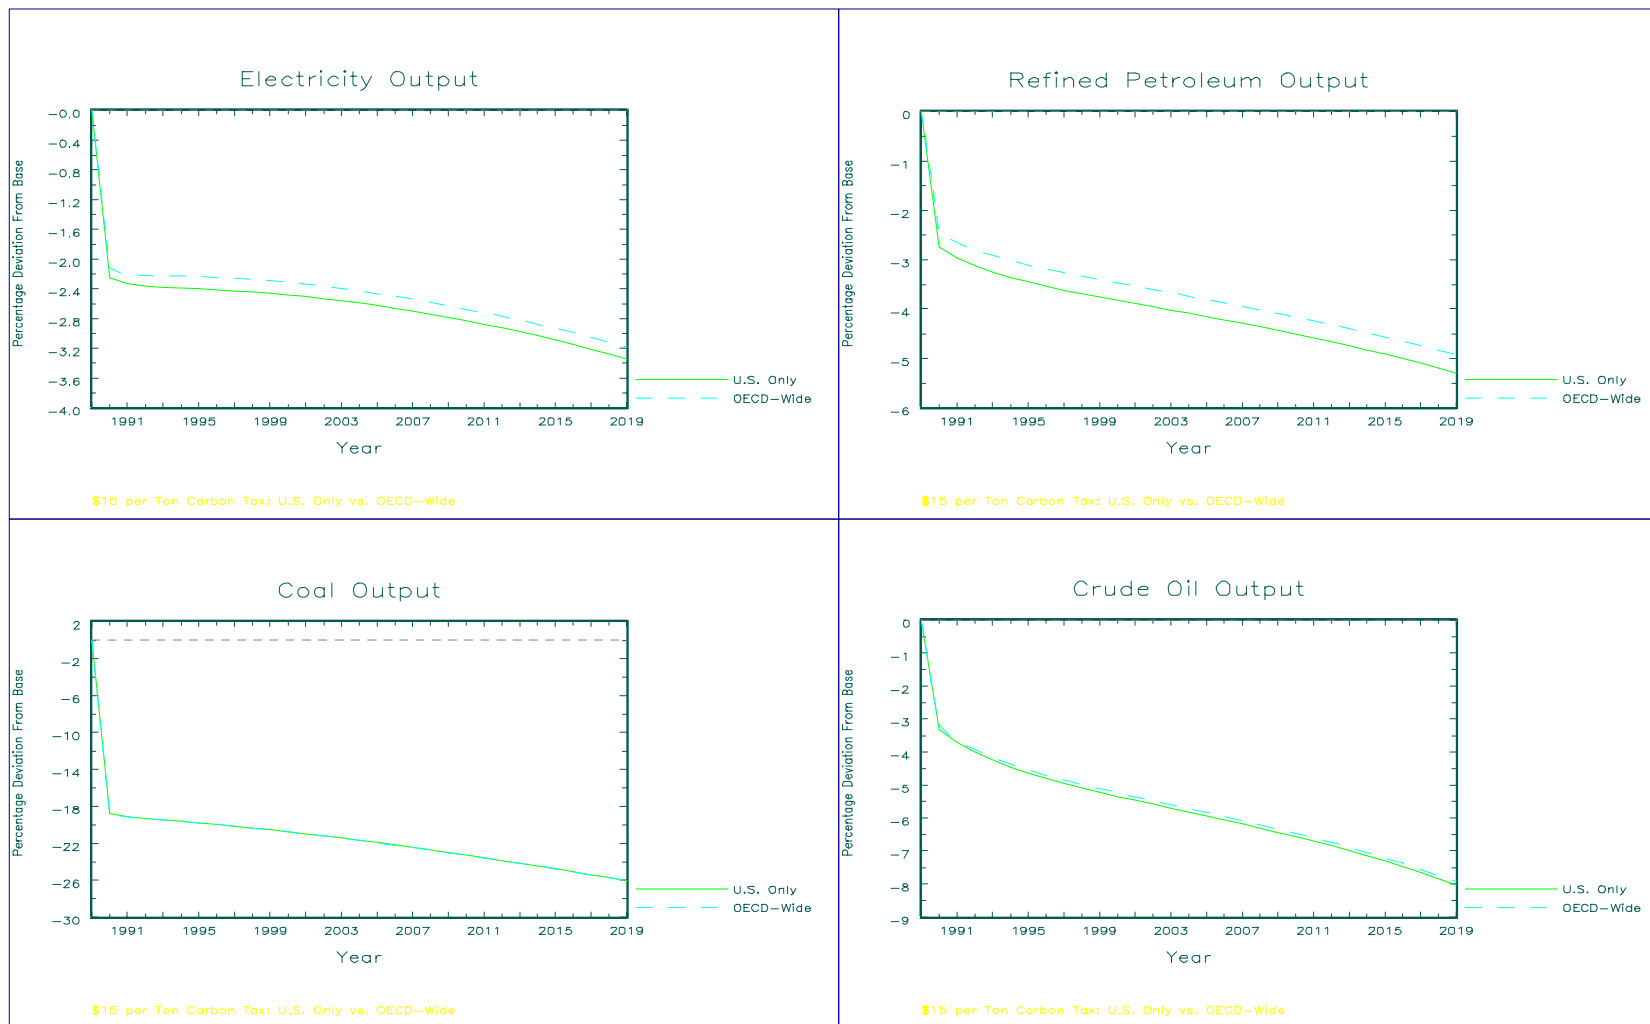 Electricity Output
Percentage Deviation From Base
-0.0
-0.4
-0.8
-1.2
-1.6
-2.0
-2.4
-2.8
-3.2
-3.6
-4.0
1991 1995 1999 2003 2007 2011 2015 2019
Year
U.S. Only
OECD-Wide
$15 per Ton Carbon Tax: U.S. Only vs. OECD-Wide
Refined Petroleum Output
Percentage Deviation From Base
0
-1
-2
-3
-4
-5
-6
1991 1995 1999 2003 2007 2011 2015 2019
Year
U.S. Only
OECD-Wide
$15 per Ton Carbon Tax: U.S. Only vs. OECD-Wide
Coal Output
Percentage Deviation From Base
2
-2
-6
-10
-14
-18
-22
-26
-30
1991 1995 1999 2003 2007 2011 2015 2019
Year
U.S. Only
OECD-Wide
$15 per Ton Carbon Tax: U.S. Only vs. OECD-Wide
Crude Oil Output
Percentage Deviation From Base
0
-1
-2
-3
-4
-5
-6
-7
-8
-9
1991 1995 1999 2003 2007 2011 2015 2019
Year
U.S. Only
OECD-Wide
$15 per Ton Carbon Tax: U.S. Only vs. OECD-Wide